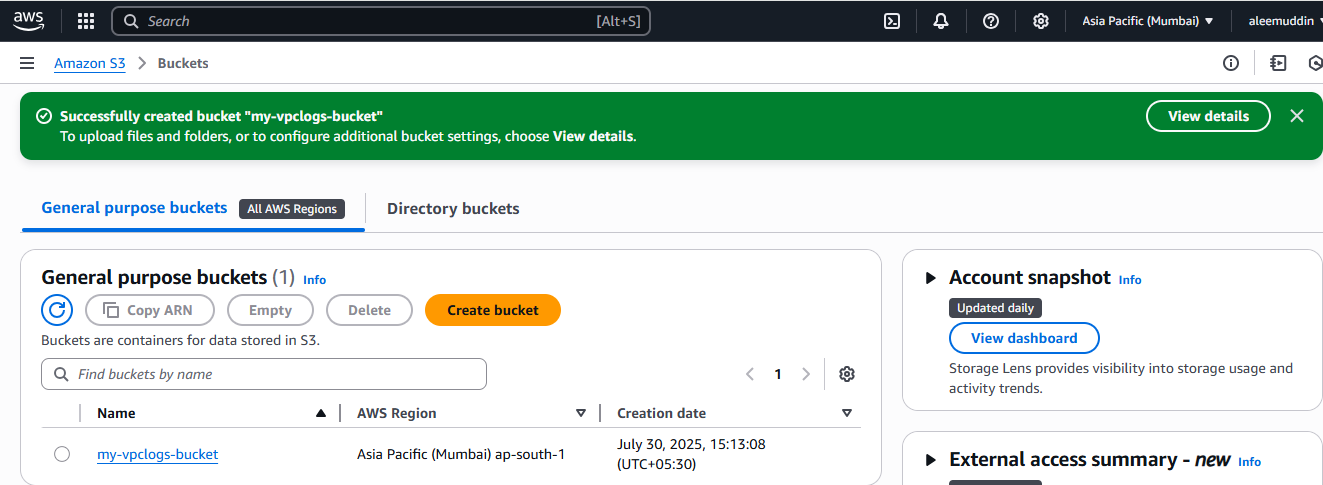 aws
Search [Alt+S]
Asia Pacific (Mumbai)
aleemuddin
Amazon S3 > Buckets
Successfully created bucket "my-vpclogs-bucket"
To upload files and folders, or to configure additional bucket settings, choose View details.
View details
General purpose buckets All AWS Regions
Directory buckets
General purpose buckets (1) Info
Copy ARN
Empty
Delete
Create bucket
Buckets are containers for data stored in S3.
Find buckets by name
1
Name AWS Region Creation date
my-vpclogs-bucket Asia Pacific (Mumbai) ap-south-1 July 30, 2025, 15:13:08
(UTC+05:30)
Account snapshot Info
Updated daily
View dashboard
Storage Lens provides visibility into storage usage and
activity trends.
External access summary - new Info